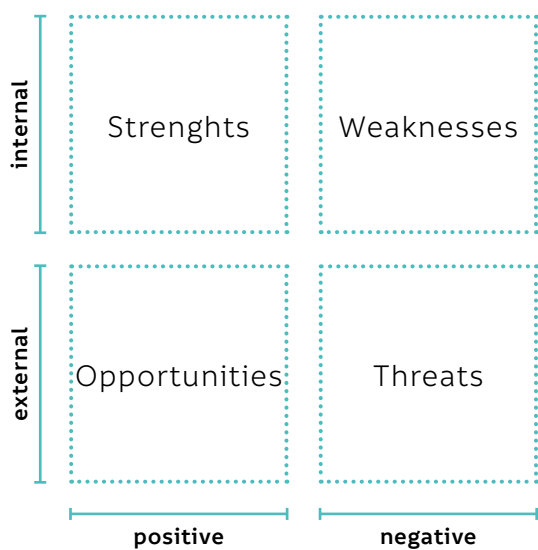 internal
Strenghts
Weaknesses
external
Opportunities
Threats
positive
negative